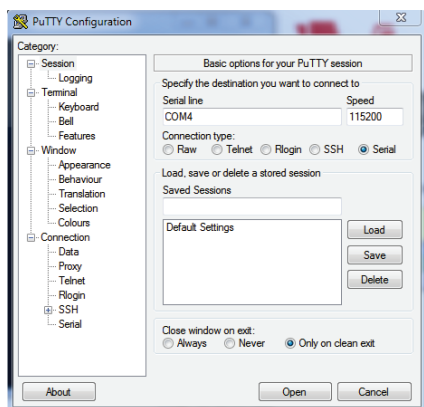 PuTTY Configuration
Category:
Session
Logging
Terminal
Keyboard
Bell
Features
Window
Appearance
Behaviour
Translation
Selection
Colours
Connection
Data
Proxy
Telnet
Rlogin
SSH
Serial
Basic options for your PuTTY session
Specify the destination you want to connect to
Serial line Speed
COM4 115200
Connection type:
Raw Telnet Rlogin SSH Serial
Load, save or delete a stored session
Saved Sessions
Default Settings
Load
Save
Delete
Close window on exit:
Always Never Only on clean exit
About Open Cancel